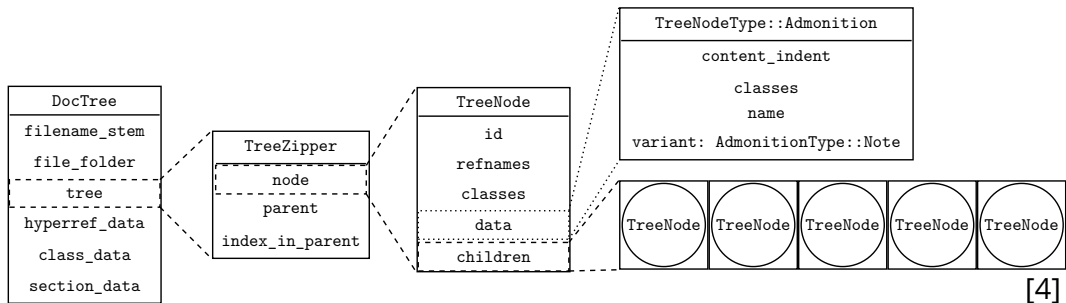 DocTree
filename_stem
file_folder
tree
hyperref_data
class_data
section_data
TreeZipper
node
parent
index_in_parent
TreeNode
id
refnames
classes
data
children
TreeNodeType::Admonition
content_indent
classes
name
variant: AdmonitionType::Note
TreeNode TreeNode TreeNode TreeNode TreeNode
[4]